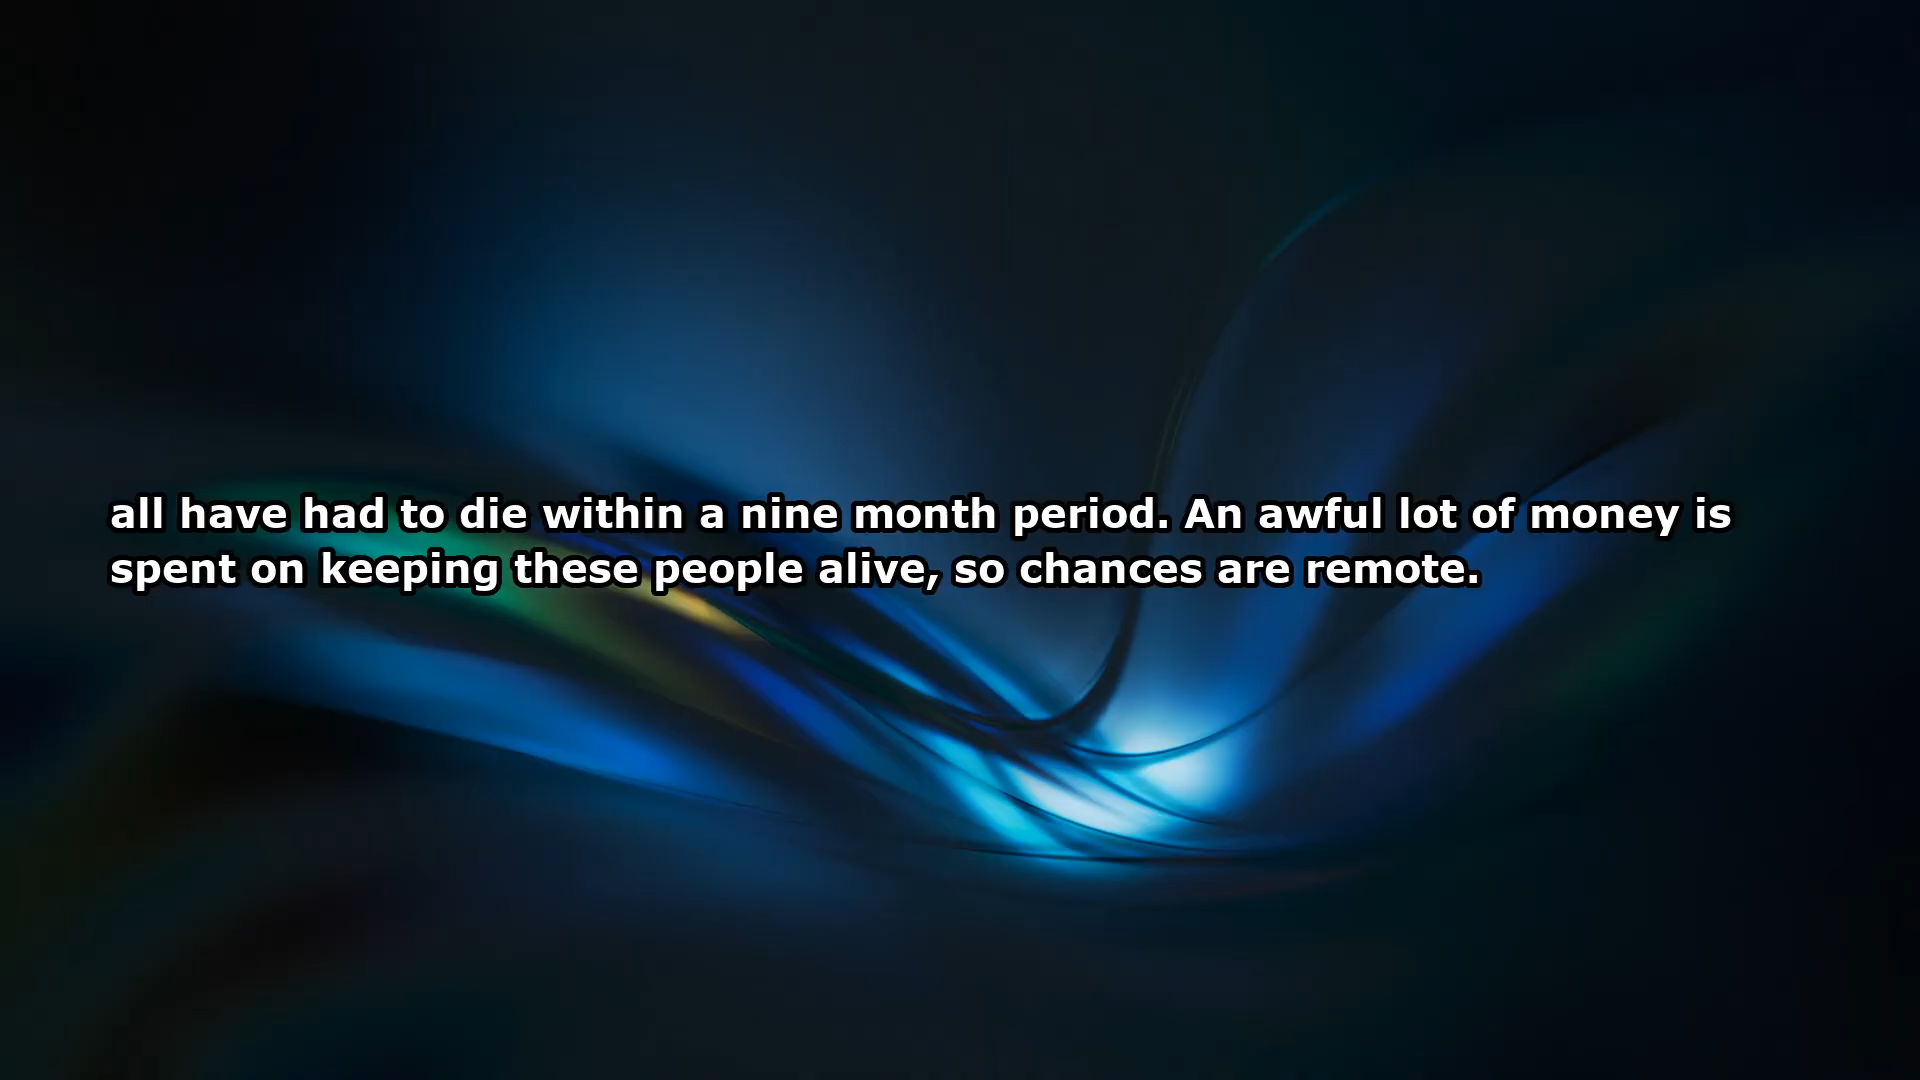 all have had to die within a nine month period. An awful lot of money is
spent on keeping these people alive, so chances are remote.